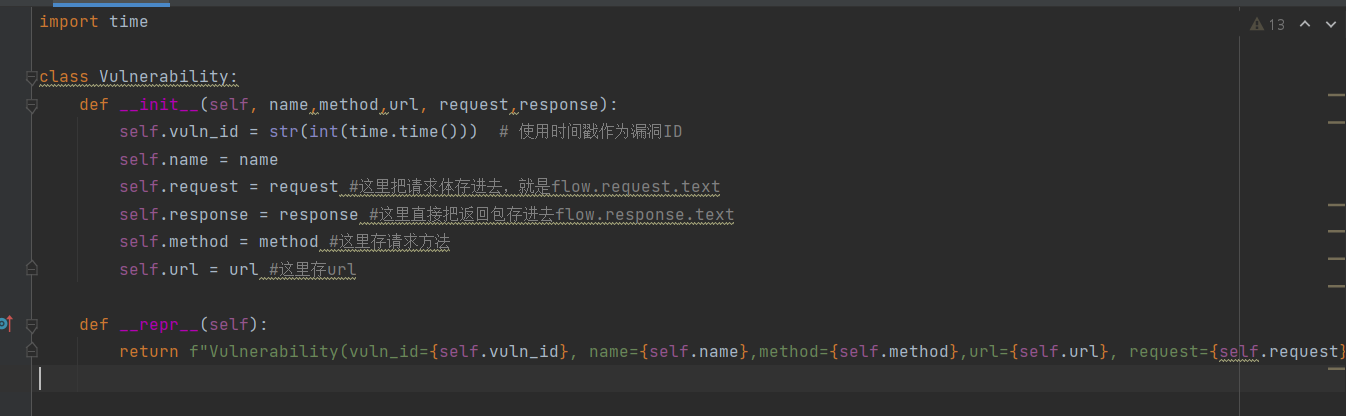 import time
13
class Vulnerability:
    def __init__(self, name,method,url, request,response):
        self.vuln_id = str(int(time.time()))  # 使用时间戳作为漏洞ID
        self.name = name
        self.request = request #这里把请求体存进去，就是flow.request.text
        self.response = response #这里直接把返回包存进去flow.response.text
        self.method = method #这里存请求方法
        self.url = url #这里存url
    def __repr__(self):
        return f"Vulnerability(vuln_id={self.vuln_id}, name={self.name},method={self.method},url={self.url}, request={self.request}